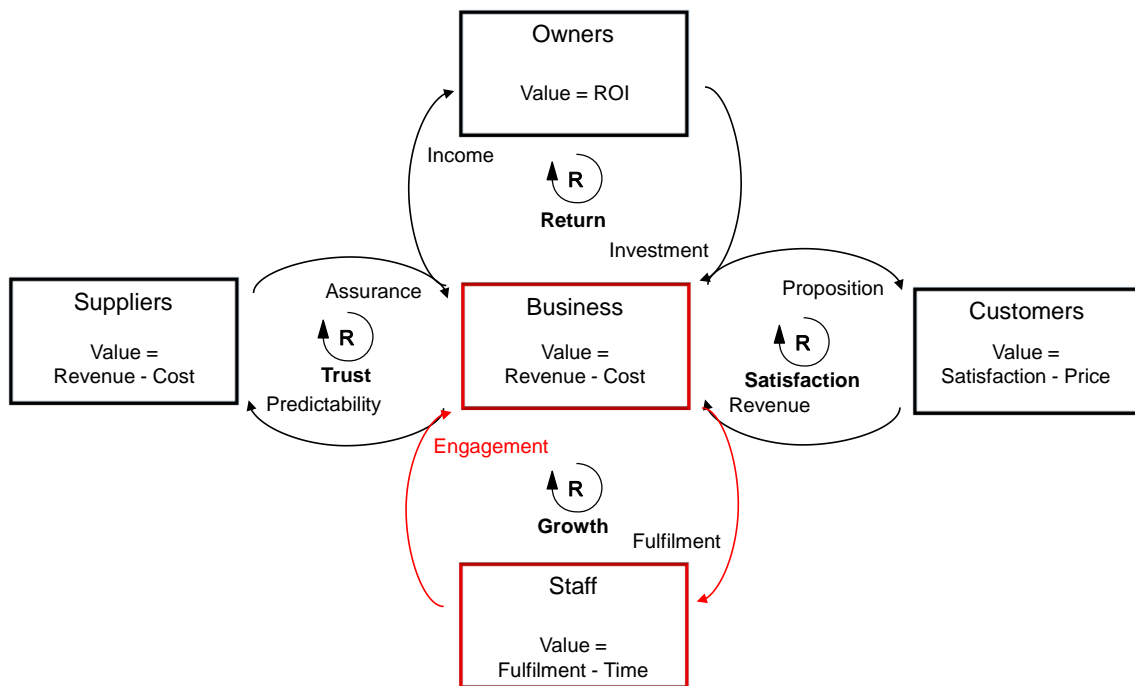 Owners
Value = ROI
Income
R
Return
Investment
Suppliers
Value =
Revenue - Cost
Assurance
R
Trust
Predictability
Business
Value =
Revenue - Cost
Proposition
R
Satisfaction
Revenue
Customers
Value =
Satisfaction - Price
Engagement
R
Growth
Fulfilment
Staff
Value =
Fulfilment - Time